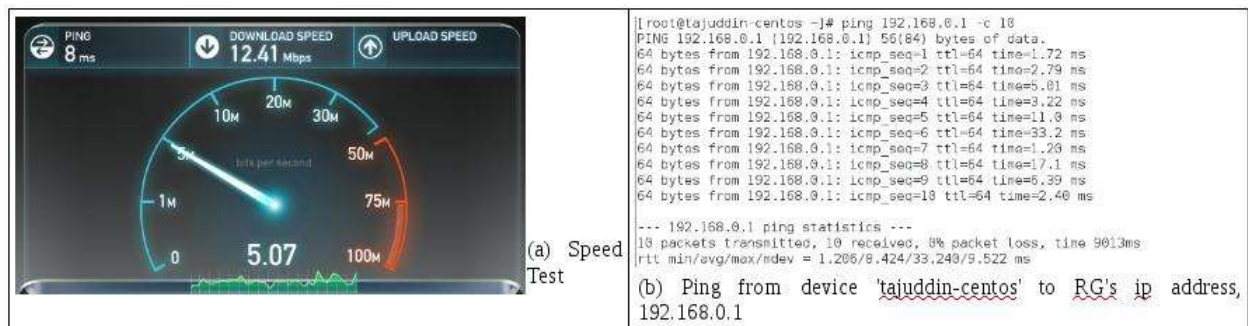 PING
8 ms
DOWNLOAD SPEED
12.41 Mbps
UPLOAD SPEED
0
1M
5M
10M
20M
30M
50M
75M
100M
bits per second
5.07
(a) Speed
Test
[root@tajuddin-centos ~]# ping 192.168.0.1 -c 10
PING 192.168.0.1 (192.168.0.1) 56(84) bytes of data.
64 bytes from 192.168.0.1: icmp_seq=1 ttl=64 time=1.72 ms
64 bytes from 192.168.0.1: icmp_seq=2 ttl=64 time=2.79 ms
64 bytes from 192.168.0.1: icmp_seq=3 ttl=64 time=5.01 ms
64 bytes from 192.168.0.1: icmp_seq=4 ttl=64 time=3.22 ms
64 bytes from 192.168.0.1: icmp_seq=5 ttl=64 time=11.0 ms
64 bytes from 192.168.0.1: icmp_seq=6 ttl=64 time=33.2 ms
64 bytes from 192.168.0.1: icmp_seq=7 ttl=64 time=1.20 ms
64 bytes from 192.168.0.1: icmp_seq=8 ttl=64 time=17.1 ms
64 bytes from 192.168.0.1: icmp_seq=9 ttl=64 time=6.39 ms
64 bytes from 192.168.0.1: icmp_seq=10 ttl=64 time=2.40 ms
--- 192.168.0.1 ping statistics ---
10 packets transmitted, 10 received, 0% packet loss, time 9013ms
rtt min/avg/max/mdev = 1.206/8.424/33.240/9.522 ms
(b) Ping from device 'tajuddin-centos' to RG's ip address,
192.168.0.1